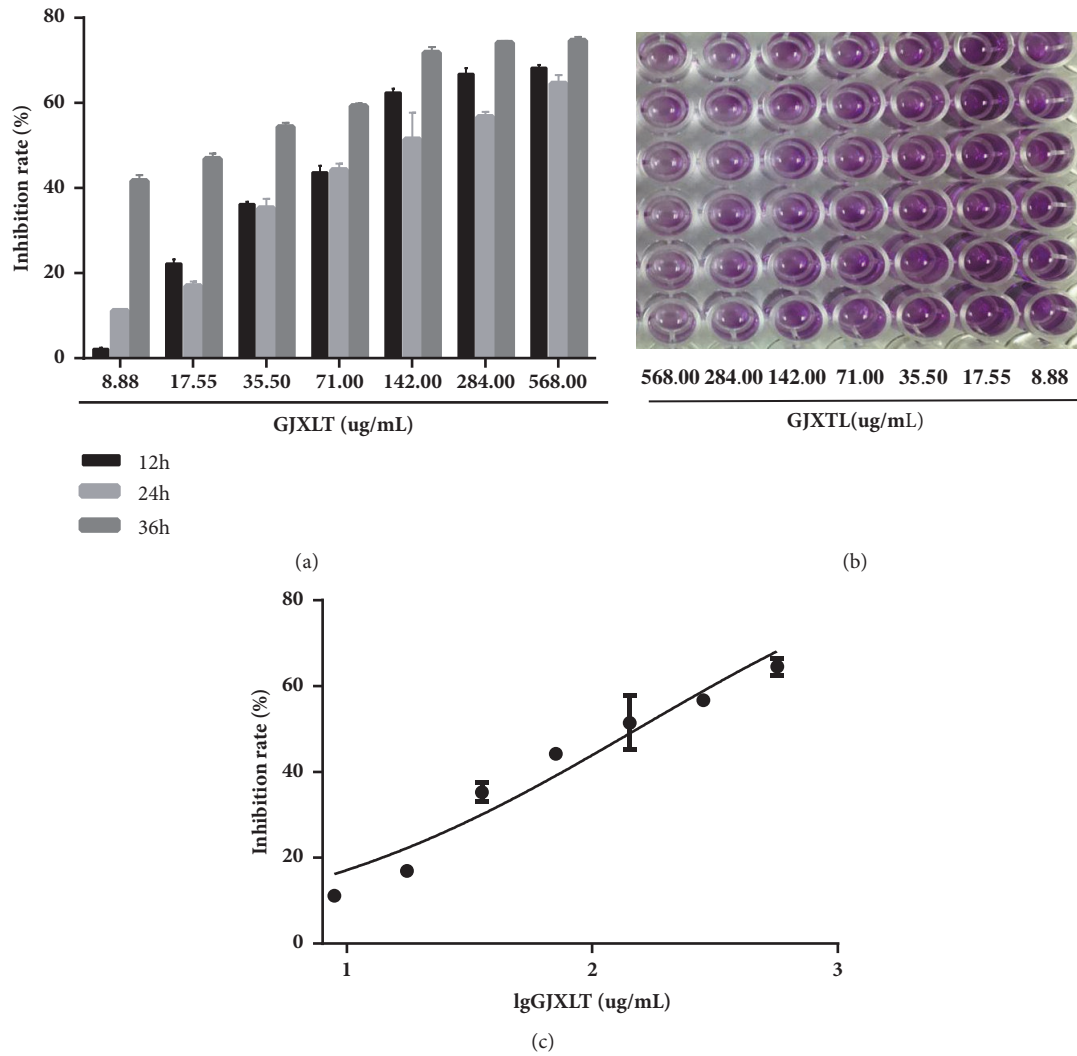 80
60
40
20
0
Inhibition rate (%)
8.88 17.55 35.50 71.00 142.00 284.00 568.00
GJXLT (ug/mL)
12h
24h
36h
(a)
568.00 284.00 142.00 71.00 35.50 17.55 8.88
GJXTL(ug/mL)
(b)
80
60
40
20
0
Inhibition rate (%)
1 2 3
lgGJXLT (ug/mL)
(c)